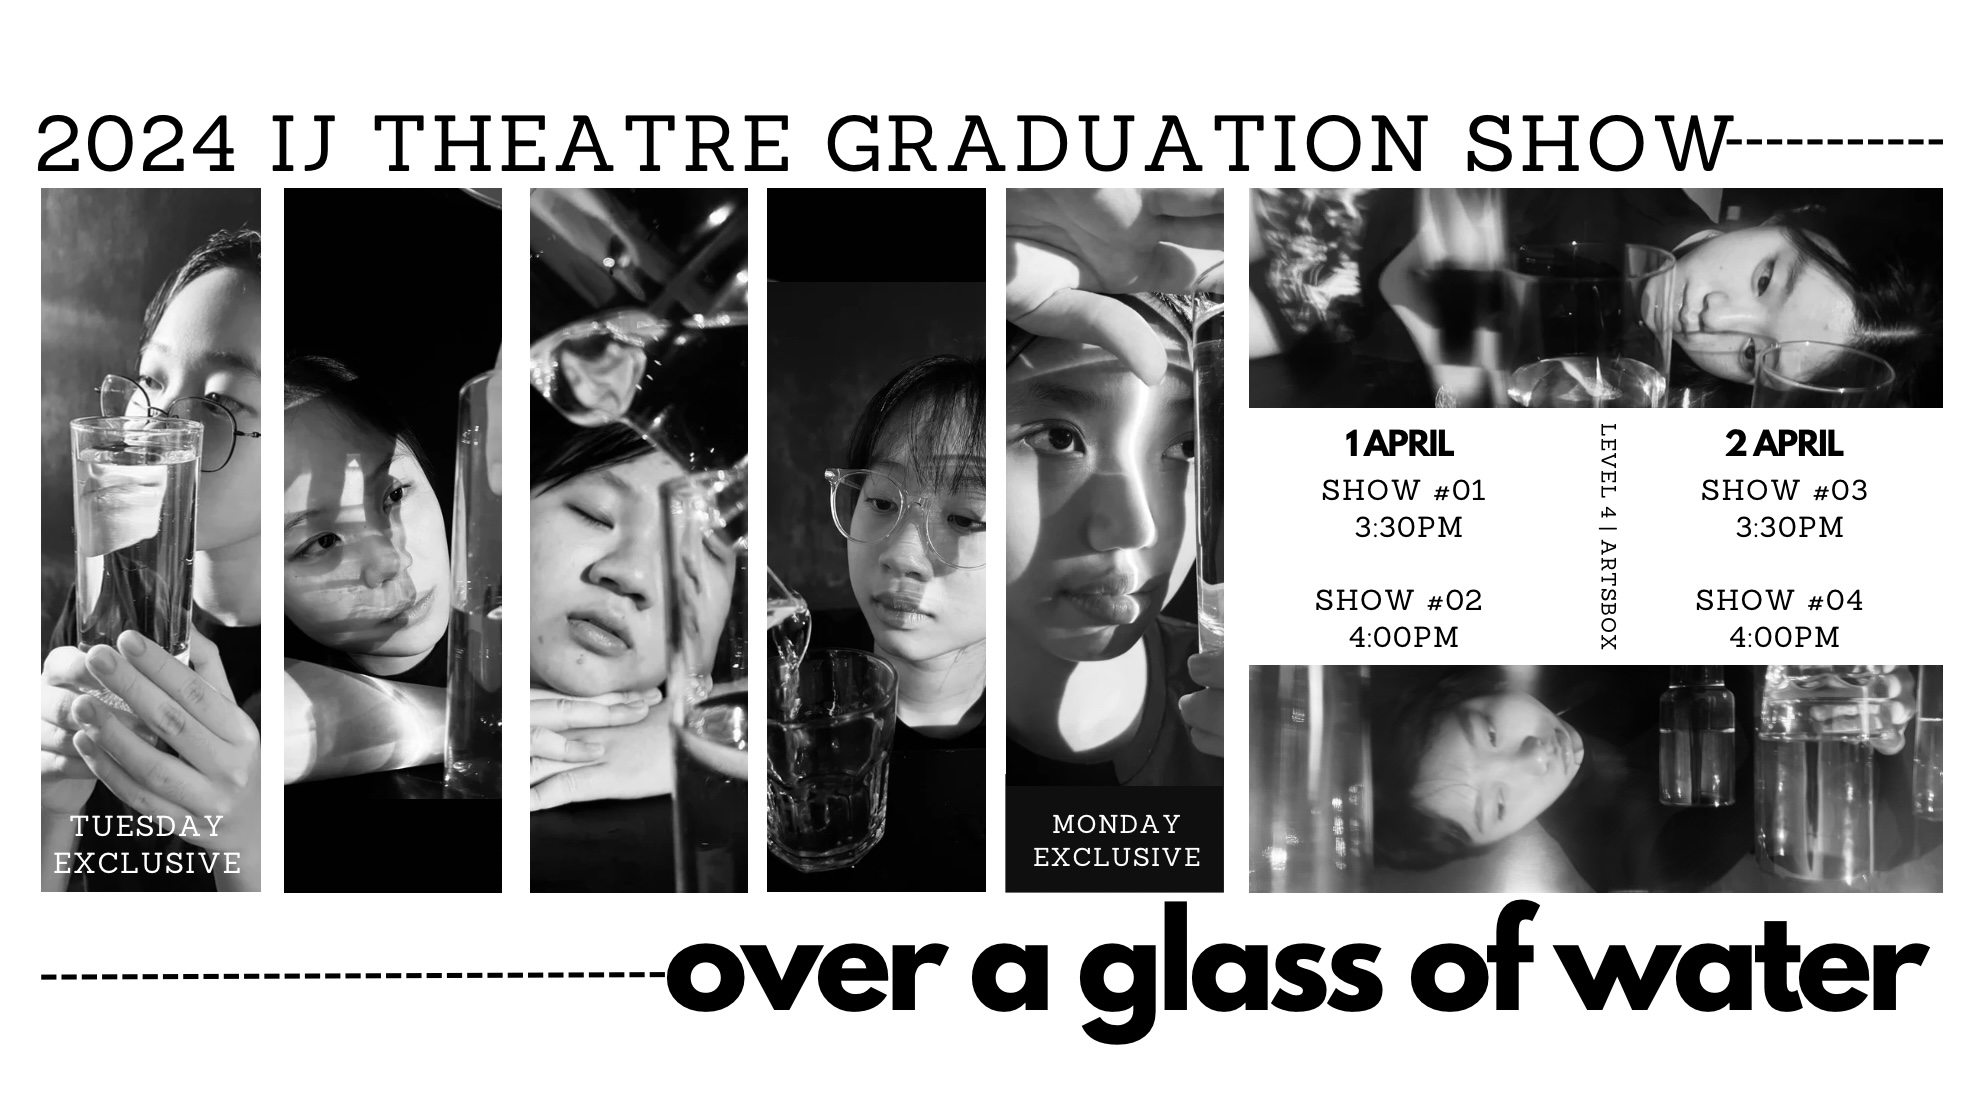 2024 IJ THEATRE GRADUATION SHOW
TUESDAY
EXCLUSIVE
MONDAY
EXCLUSIVE
1 APRIL
SHOW #01
3:30PM
SHOW #02
4:00PM
LEVEL 4 | ARTSBOX
2 APRIL
SHOW #03
3:30PM
SHOW #04
4:00PM
over a glass of water